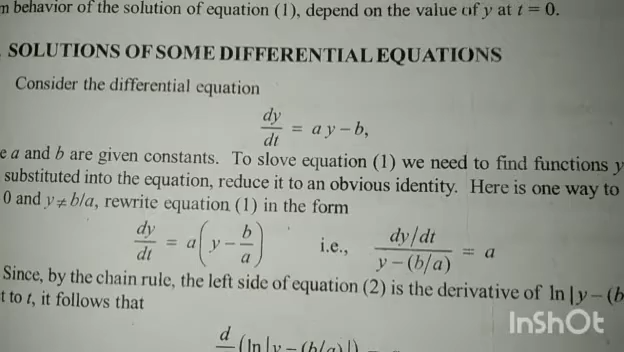 behavior of the solution of equation (1), depend on the value of y at t = 0.
SOLUTIONS OF SOME DIFFERENTIAL EQUATIONS
Consider the differential equation
dy/dt = a y – b,
a and b are given constants. To slove equation (1) we need to find functions y
substituted into the equation, reduce it to an obvious identity. Here is one way to
0 and y ≠ b/a, rewrite equation (1) in the form
dy/dt = a(y – b/a) i.e., (dy/dt)/(y – (b/a)) = a
Since, by the chain rule, the left side of equation (2) is the derivative of ln |y – (b
t to t, it follows that
d (ln |y – (b/a)|)
InShOt